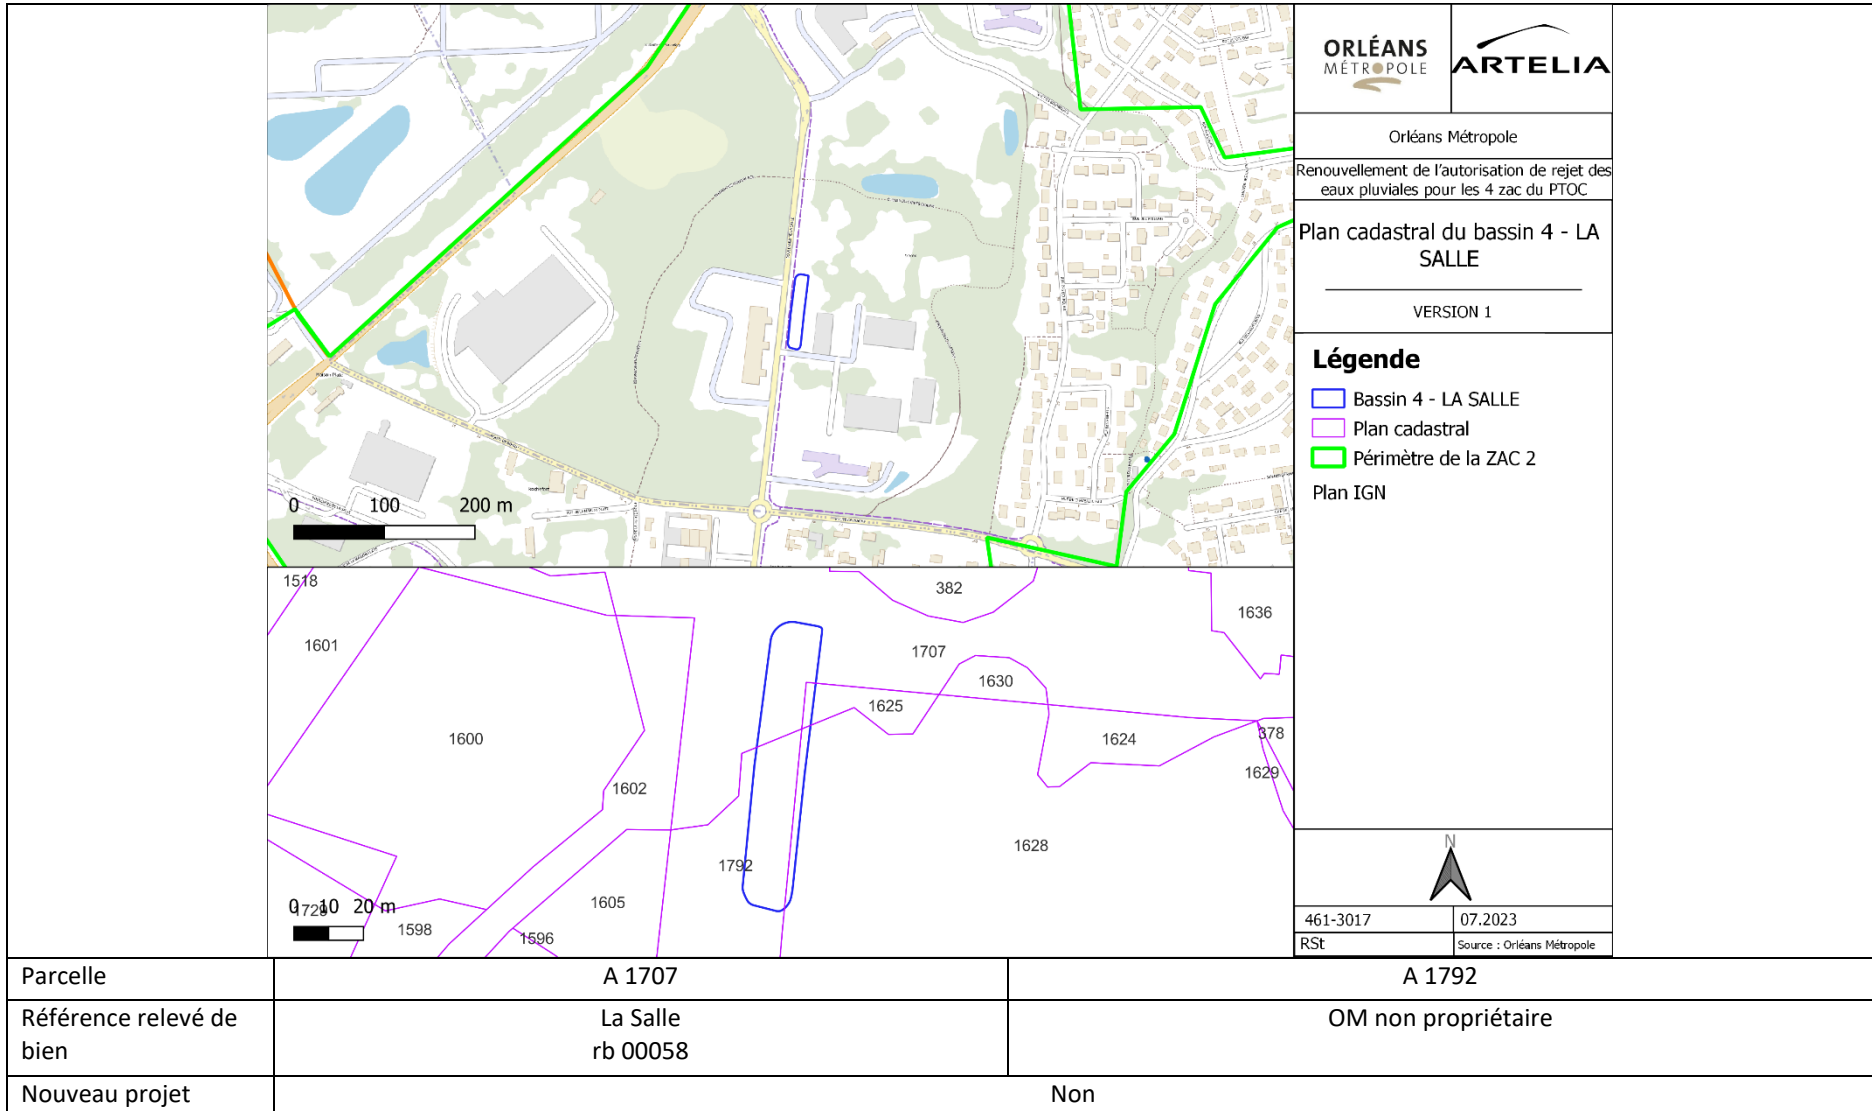 ORLÉANS
MÉTROPOLE
ARTELIA
Orléans Métropole
Renouvellement de l'autorisation de rejet des
eaux pluviales pour les 4 zac du PTOC
Plan cadastral du bassin 4 - LA
SALLE
VERSION 1
Légende
Bassin 4 - LA SALLE
Plan cadastral
Périmètre de la ZAC 2
Plan IGN
N
461-3017
07.2023
RSt
Source : Orléans Métropole
0 100 200 m
1518
382
1636
1601
1707
1630
1625
1600
1624
378
1629
1602
1628
1792
1605
1729
1598
1596
0 10 20 m
Parcelle
A 1707
A 1792
Référence relevé de
bien
La Salle
rb 00058
OM non propriétaire
Nouveau projet
Non